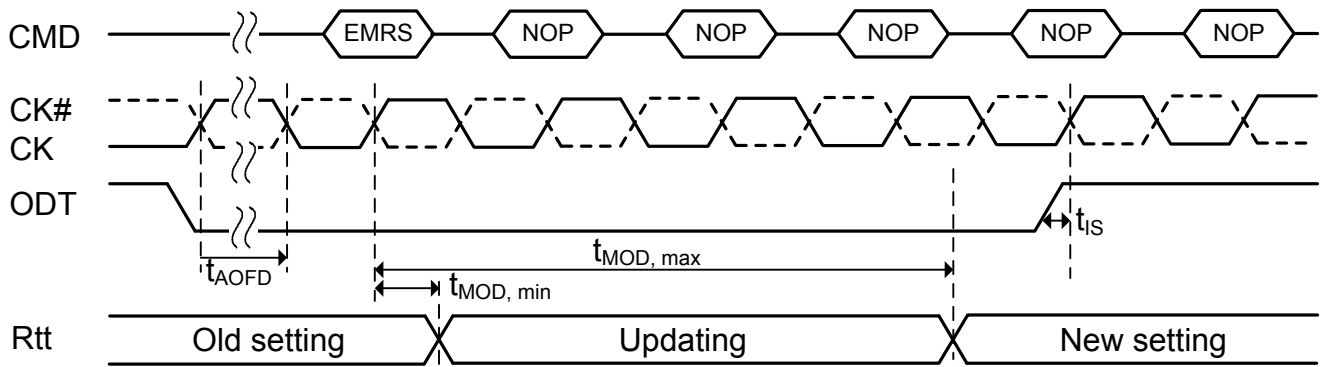 CMD EMRS NOP NOP NOP NOP NOP
CK#
CK
ODT
tIS
tAOFD
tMOD, max
tMOD, min
Rtt Old setting Updating New setting